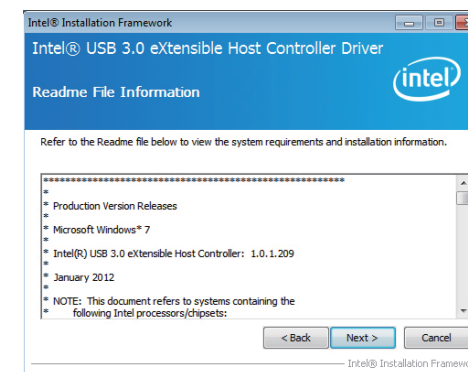 Intel® Installation Framework
Intel® USB 3.0 eXtensible Host Controller Driver
Readme File Information
intel
Refer to the Readme file below to view the system requirements and installation information.
*******************************************************
*
* Production Version Releases
*
* Microsoft Windows* 7
*
* Intel(R) USB 3.0 eXtensible Host Controller: 1.0.1.209
*
* January 2012
*
* NOTE: This document refers to systems containing the
* following Intel processors/chipsets:
< Back Next > Cancel
Intel® Installation Framewo